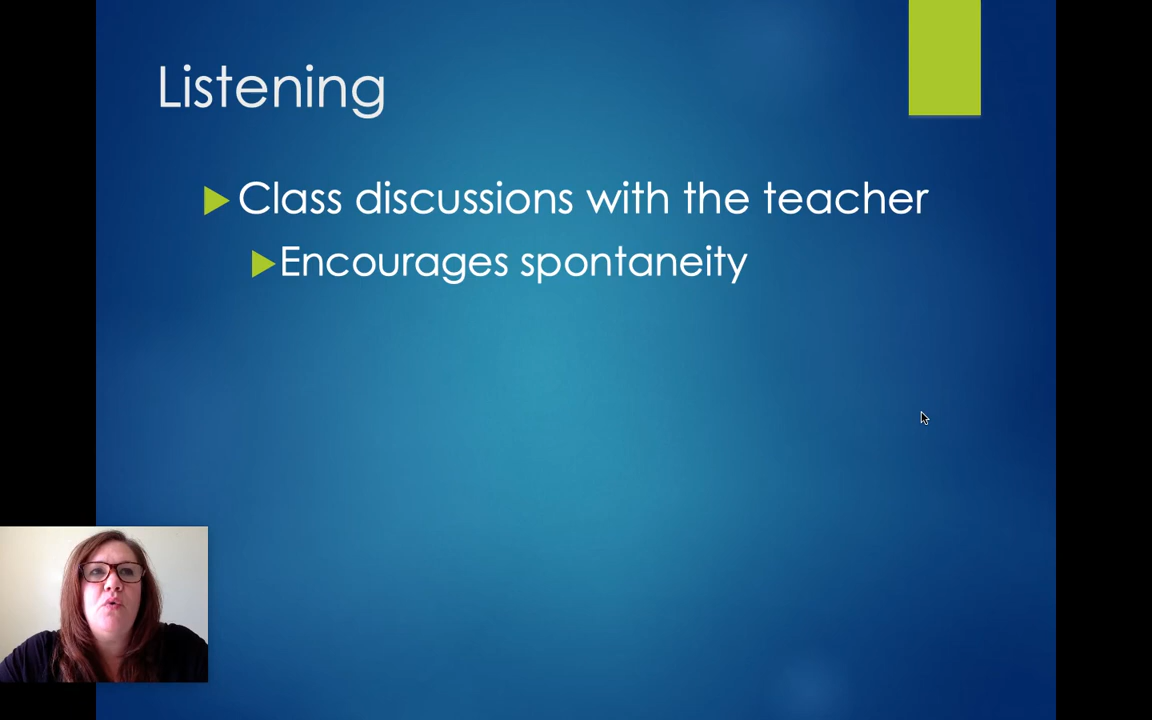 Listening
Class discussions with the teacher
Encourages spontaneity